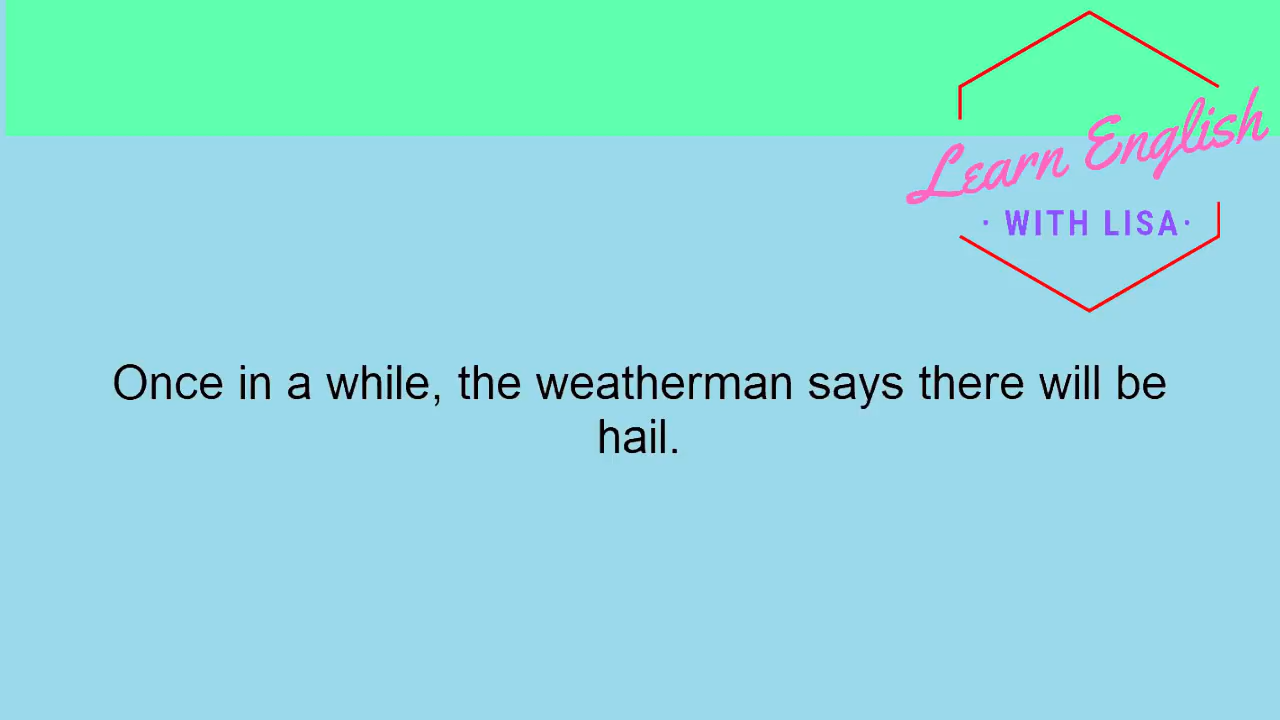 Learn English
· WITH LISA·
Once in a while, the weatherman says there will be
hail.